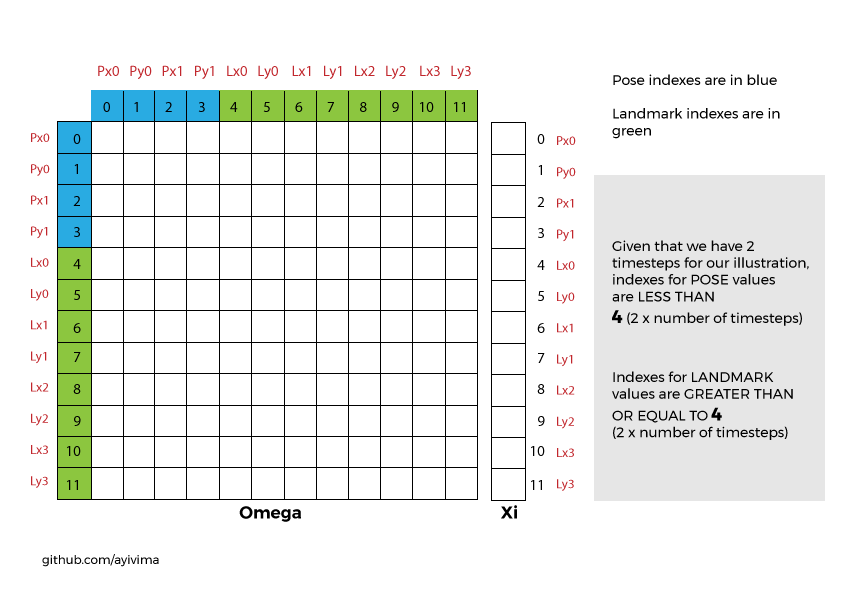 Px0 Py0 Px1 Py1 Lx0 Ly0 Lx1 Ly1 Lx2 Ly2 Lx3 Ly3
0 1 2 3 4 5 6 7 8 9 10 11
Px0 0
Py0 1
Px1 2
Py1 3
Lx0 4
Ly0 5
Lx1 6
Ly1 7
Lx2 8
Ly2 9
Lx3 10
Ly3 11
Omega
0 Px0
1 Py0
2 Px1
3 Py1
4 Lx0
5 Ly0
6 Lx1
7 Ly1
8 Lx2
9 Ly2
10 Lx3
11 Ly3
Xi
Pose indexes are in blue
Landmark indexes are in
green
Given that we have 2
timesteps for our illustration,
indexes for POSE values
are LESS THAN
4 (2 x number of timesteps)
Indexes for LANDMARK
values are GREATER THAN
OR EQUAL TO 4
(2 x number of timesteps)
github.com/ayivima